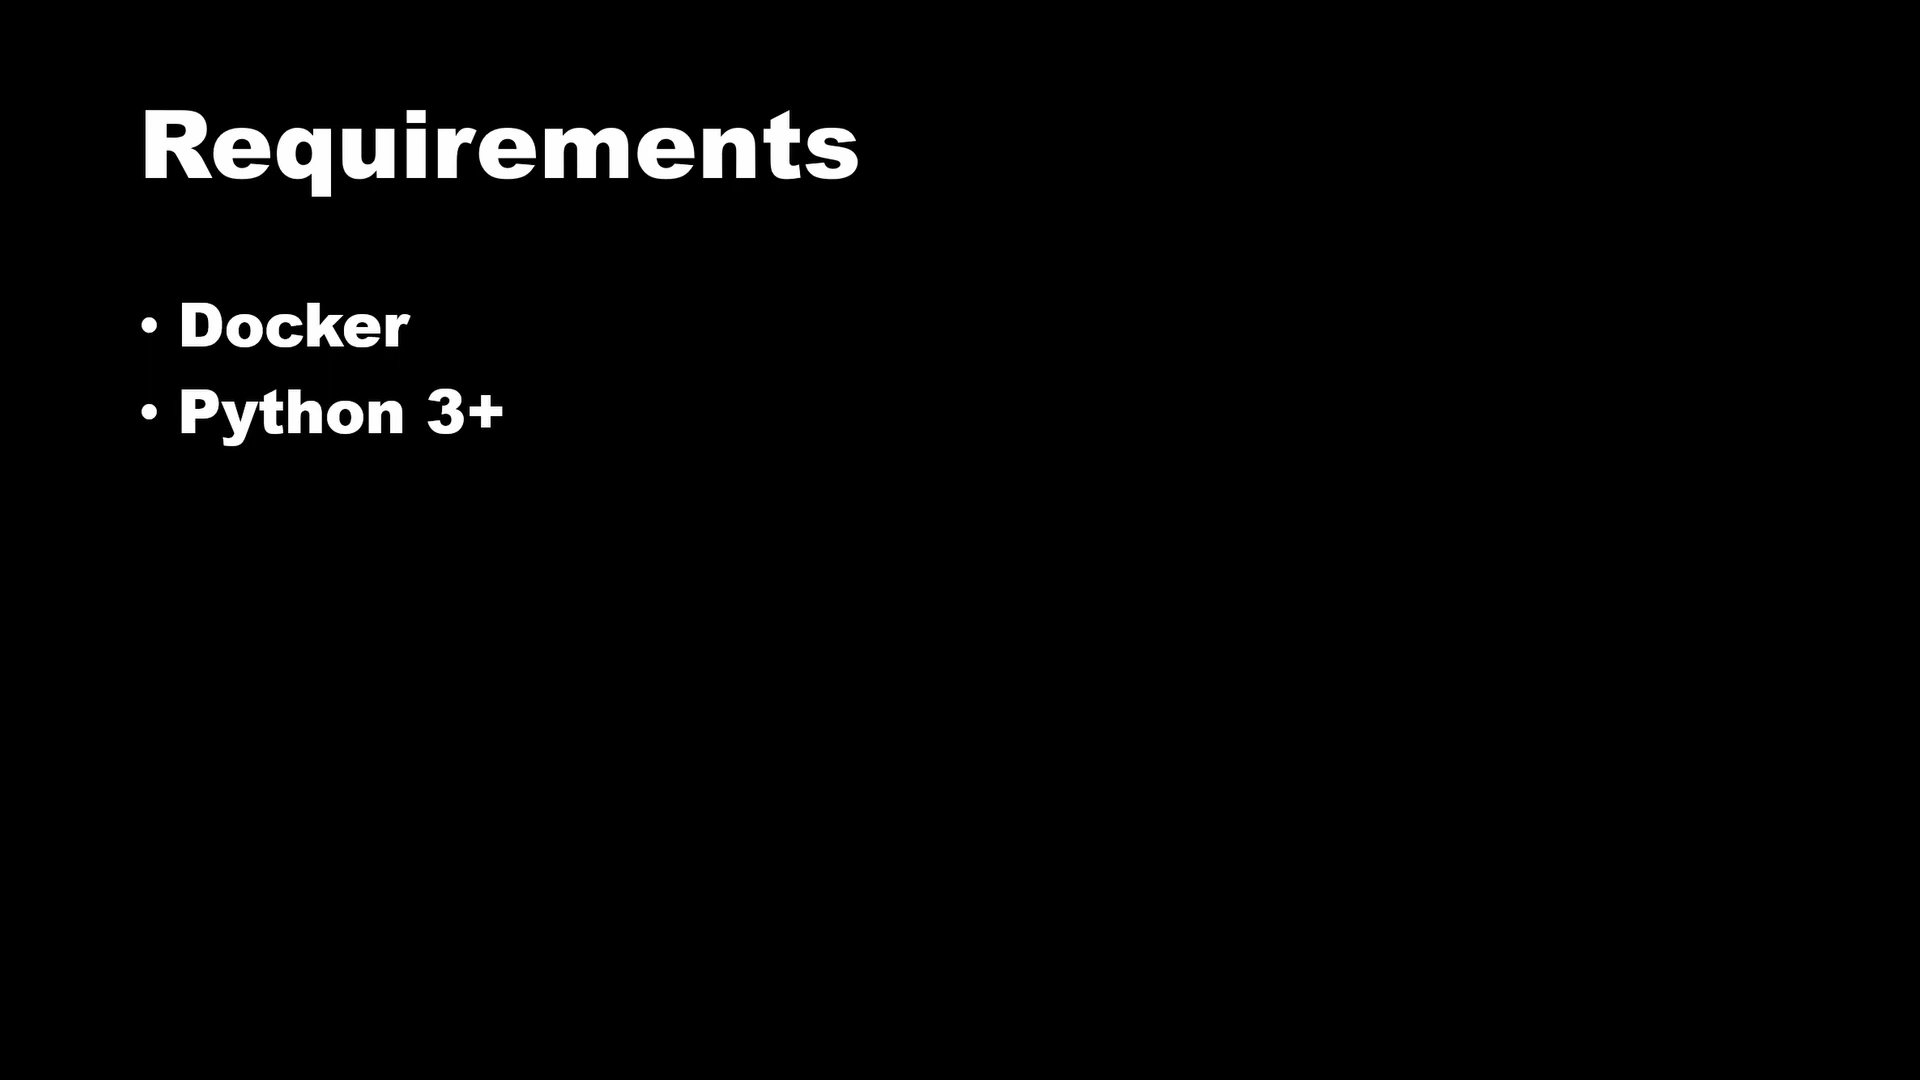 Requirements
• Docker
• Python 3+